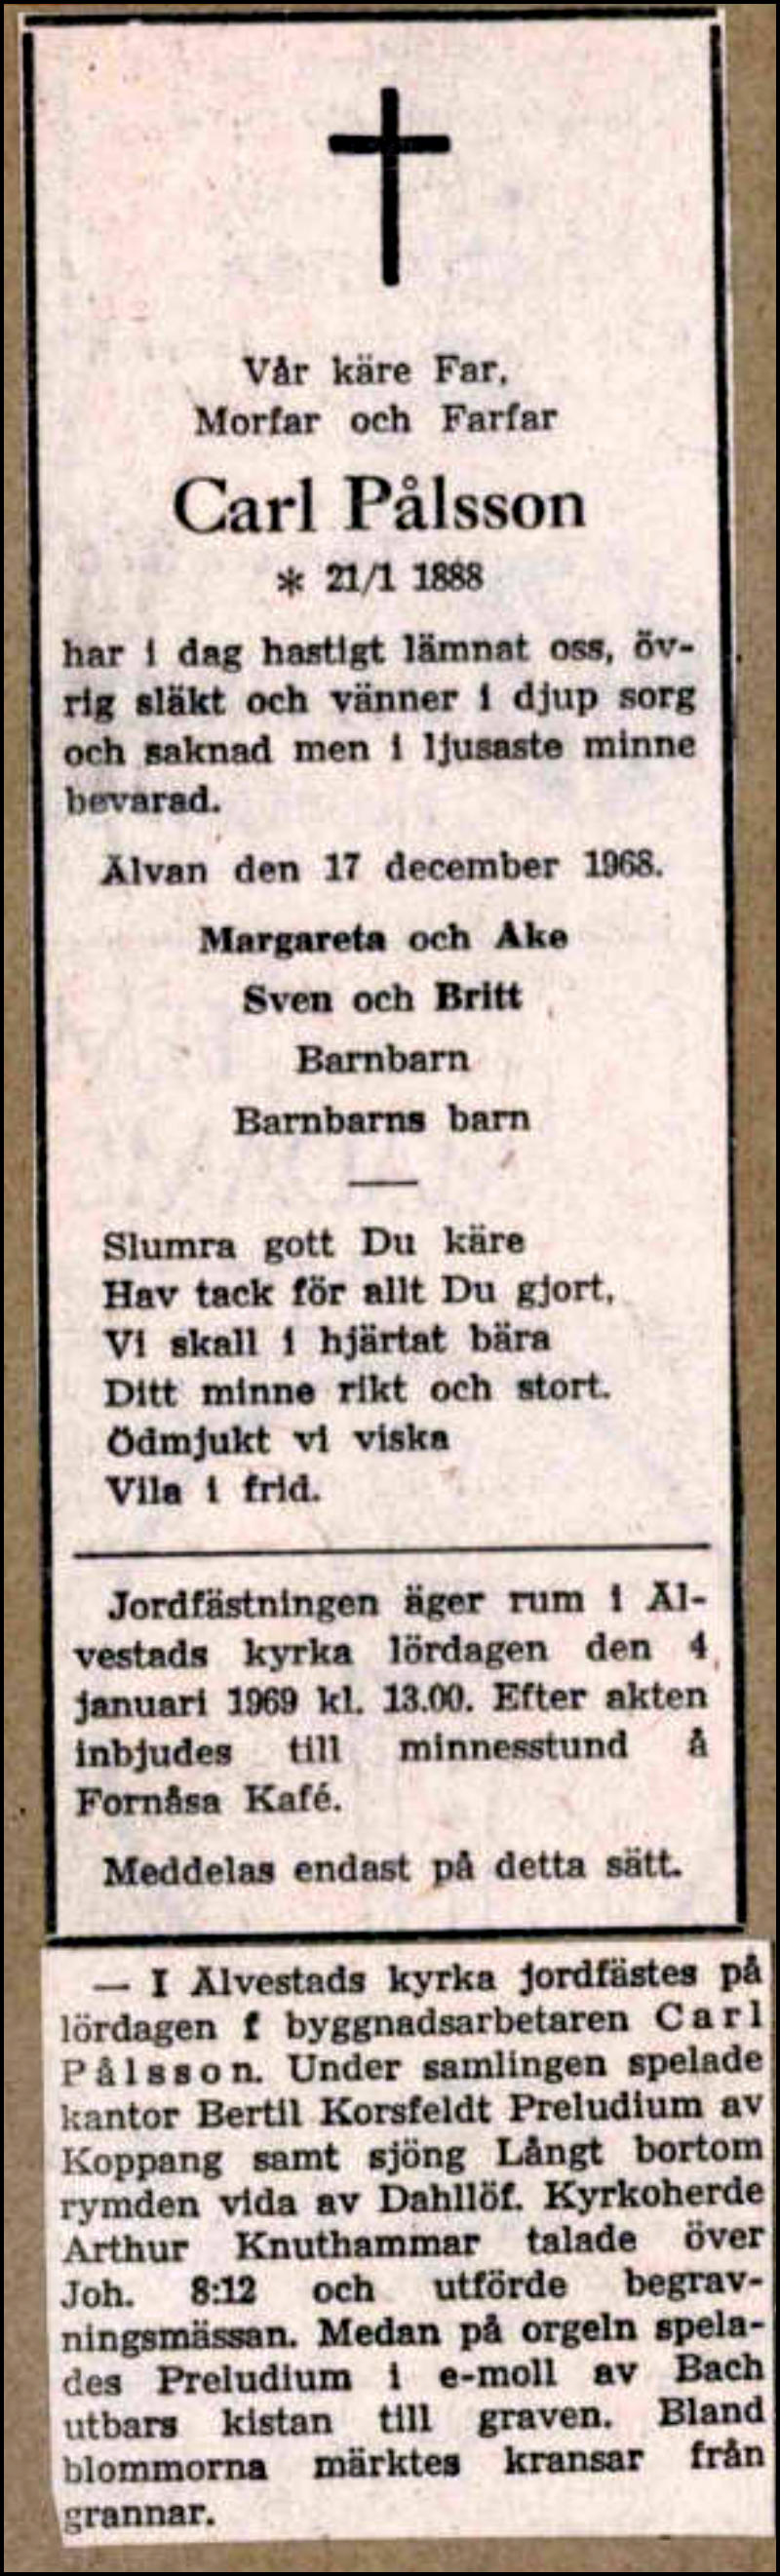 Vår käre Far,
Morfar och Farfar
Carl Pålsson
* 21/1 1888
har i dag hastigt lämnat oss, öv-
rig släkt och vänner i djup sorg
och saknad men i ljusaste minne
bevarad.
Älvan den 17 december 1968.
Margareta och Åke
Sven och Britt
Barnbarn
Barnbarns barn
Slumra gott Du käre
Hav tack för allt Du gjort,
Vi skall i hjärtat bära
Ditt minne rikt och stort.
Ödmjukt vi viska
Vila i frid.
Jordfästningen äger rum i Äl-
vestads kyrka lördagen den 4
januari 1969 kl. 13.00. Efter akten
inbjudes till minnesstund å
Fornåsa Kafé.
Meddelas endast på detta sätt.
— I Älvestads kyrka jordfästes på
lördagen f byggnadsarbetaren Carl
Pålsson. Under samlingen spelade
kantor Bertil Korsfeldt Preludium av
Koppang samt sjöng Långt bortom
rymden vida av Dahllöf. Kyrkoherde
Arthur Knuthammar talade över
Joh. 8:12 och utförde begrav-
ningsmässan. Medan på orgeln spela-
des Preludium i e-moll av Bach
utbars kistan till graven. Bland
blommorna märktes kransar från
grannar.